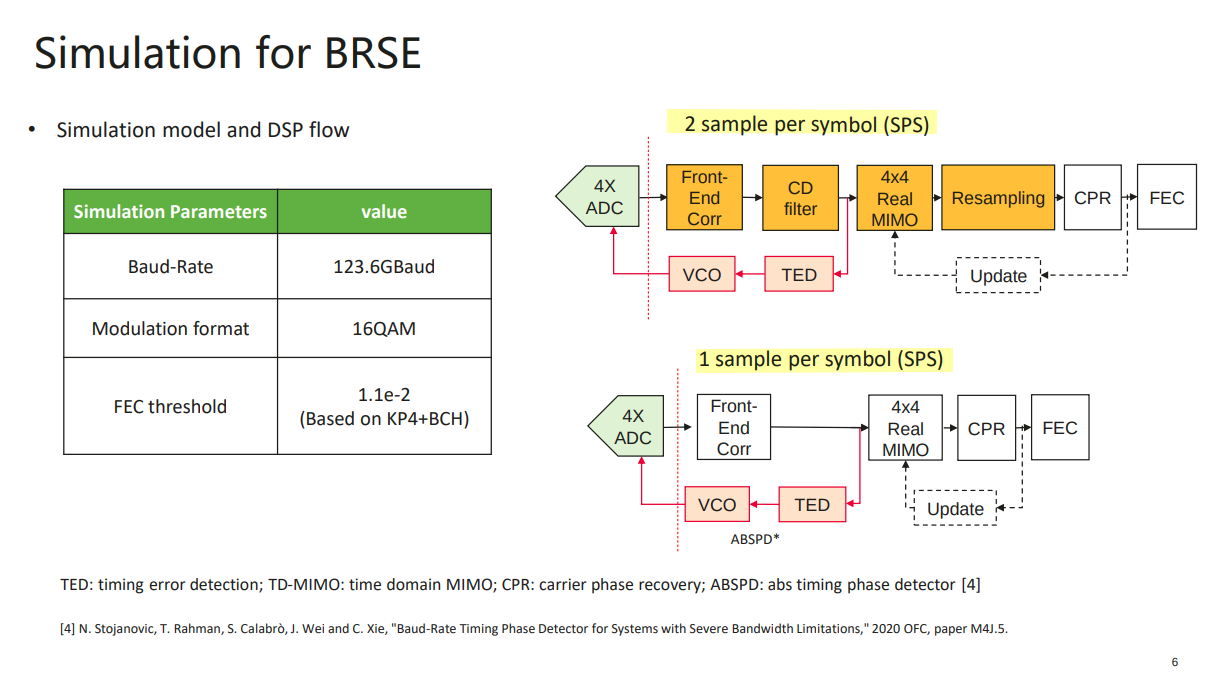 Simulation for BRSE
• Simulation model and DSP flow
Simulation Parameters value
Baud-Rate 123.6GBaud
Modulation format 16QAM
FEC threshold 1.1e-2
(Based on KP4+BCH)
2 sample per symbol (SPS)
4X
ADC
Front-
End
Corr
CD
filter
4x4
Real
MIMO
Resampling
CPR
FEC
VCO
TED
Update
1 sample per symbol (SPS)
4X
ADC
Front-
End
Corr
4x4
Real
MIMO
CPR
FEC
VCO
TED
Update
ABSPD*
TED: timing error detection; TD-MIMO: time domain MIMO; CPR: carrier phase recovery; ABSPD: abs timing phase detector [4]
[4] N. Stojanovic, T. Rahman, S. Calabrò, J. Wei and C. Xie, "Baud-Rate Timing Phase Detector for Systems with Severe Bandwidth Limitations," 2020 OFC, paper M4J.5.
6